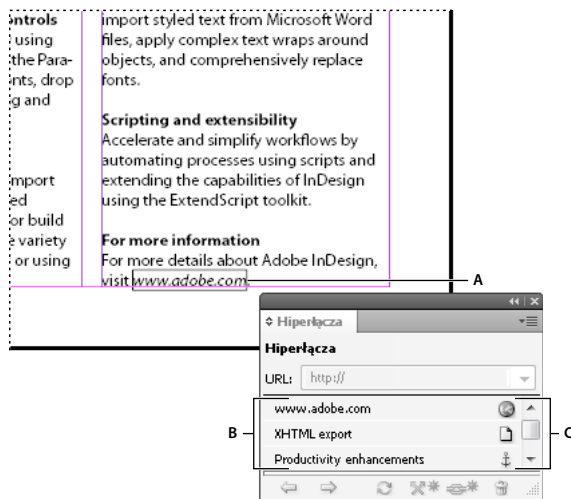 ontrols
using
the Para-
nts, drop
g and
mport
ed
or build
e variety
or using
import styled text from Microsoft Word
files, apply complex text wraps around
objects, and comprehensively replace
fonts.
Scripting and extensibility
Accelerate and simplify workflows by
automating processes using scripts and
extending the capabilities of InDesign
using the ExtendScript toolkit.
For more information
For more details about Adobe InDesign,
visit www.adobe.com.
A
Hiperłącza
Hiperłącza
URL: http://
B
www.adobe.com
XHTML export
Productivity enhancements
C